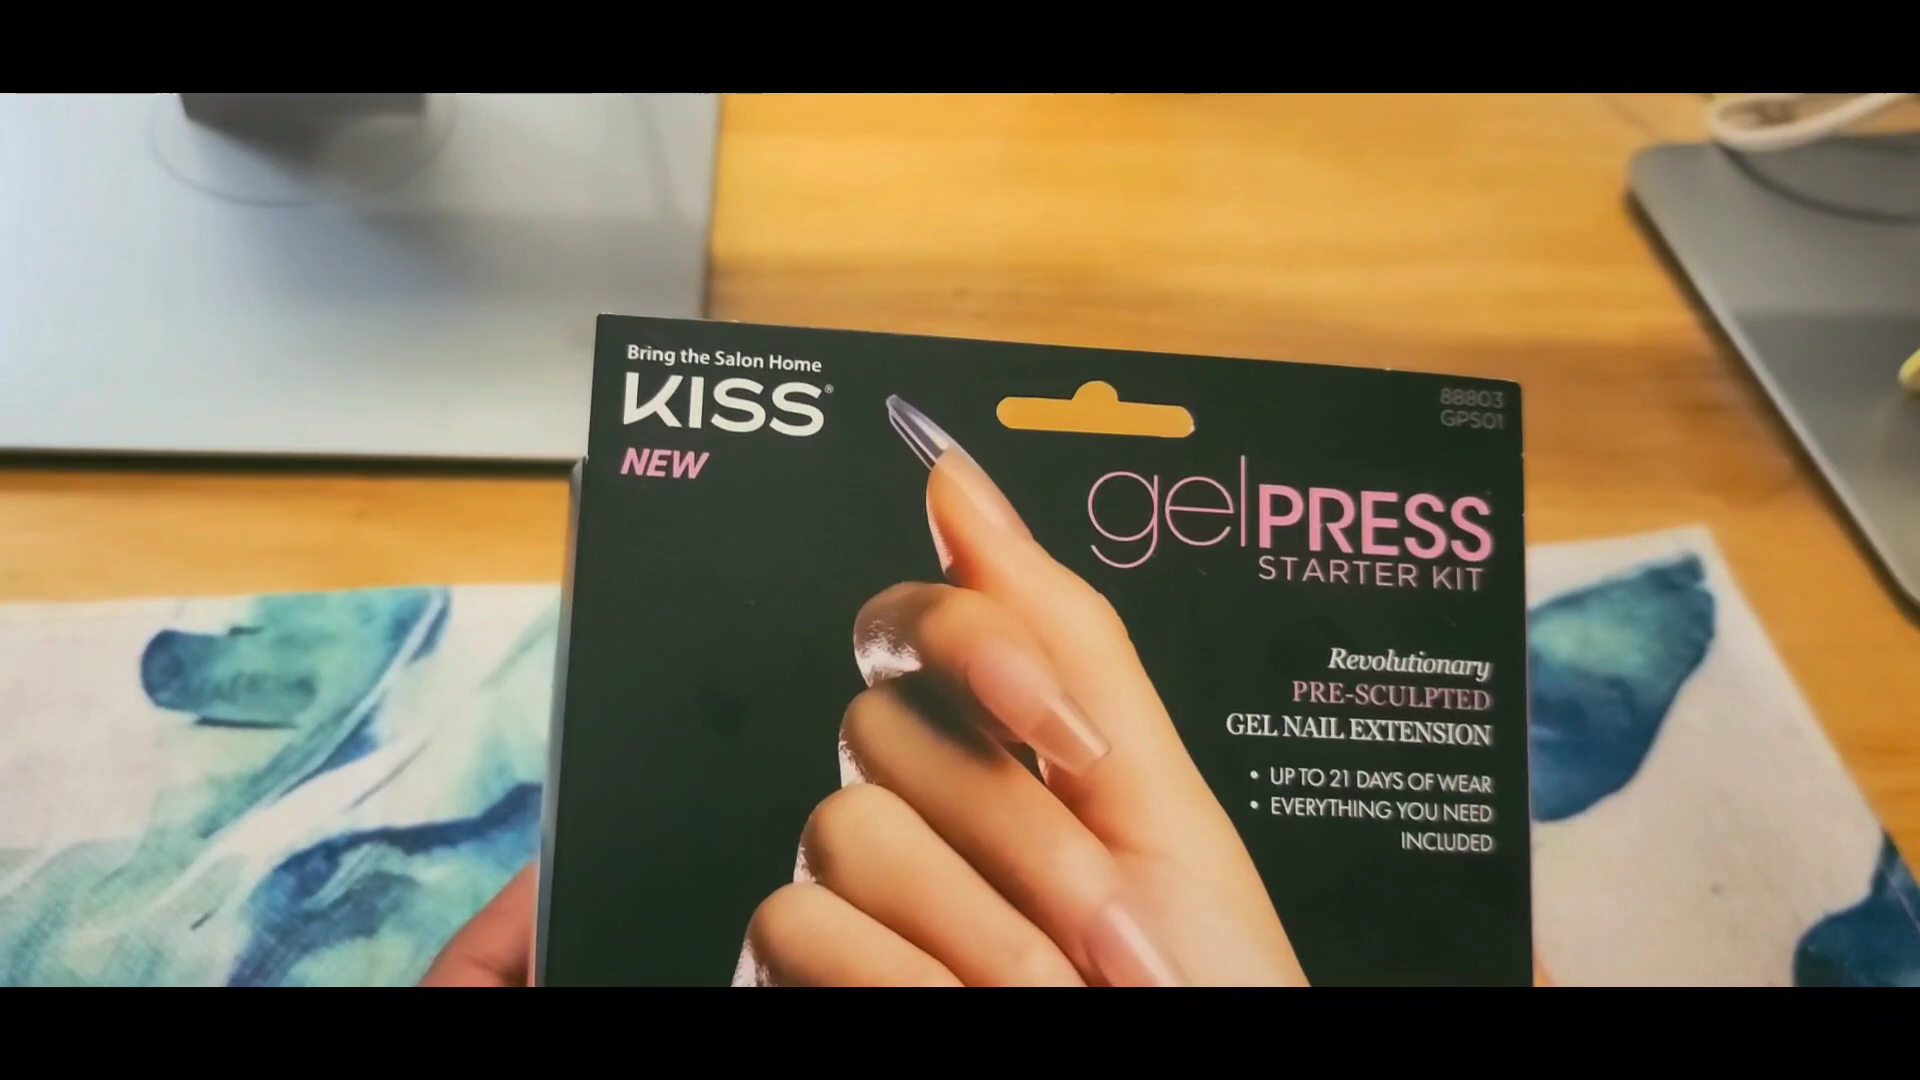 Bring the Salon Home
KISS®
NEW
88803
GPS01
gelPRESS
STARTER KIT
Revolutionary
PRE-SCULPTED
GEL NAIL EXTENSION
• UP TO 21 DAYS OF WEAR
• EVERYTHING YOU NEED
INCLUDED